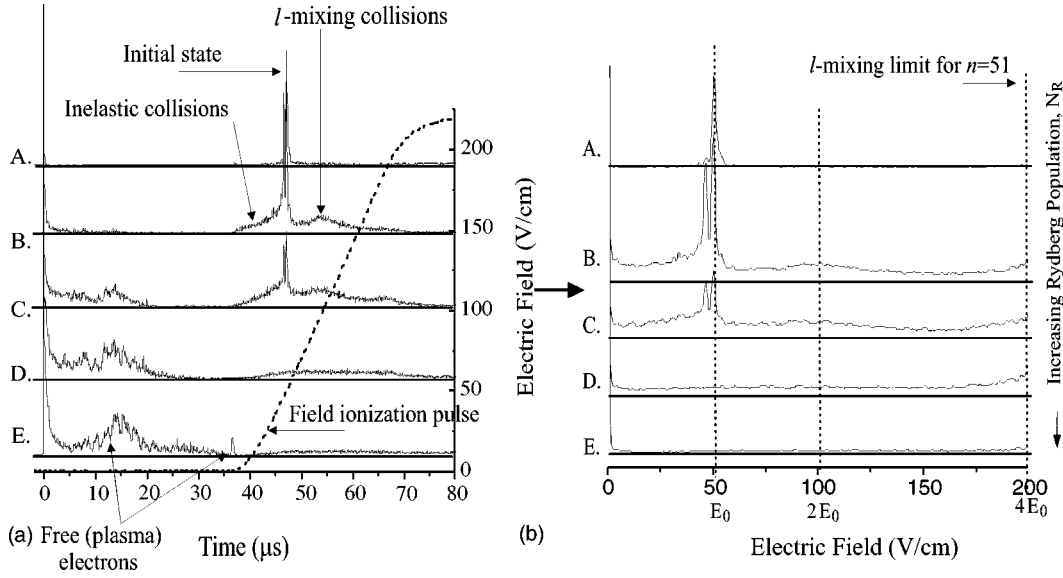 l-mixing collisions
Initial state
Inelastic collisions
A.
B.
C.
D.
E.
200
150
100
50
0
Electric Field (V/cm)
Field ionization pulse
0 10 20 30 40 50 60 70 80
(a) Free (plasma) electrons
Time (μs)
l-mixing limit for n=51
A.
B.
C.
D.
E.
Increasing Rydberg Population, N_R
0 50 100 150 200
E₀ 2E₀ 4E₀
(b) Electric Field (V/cm)